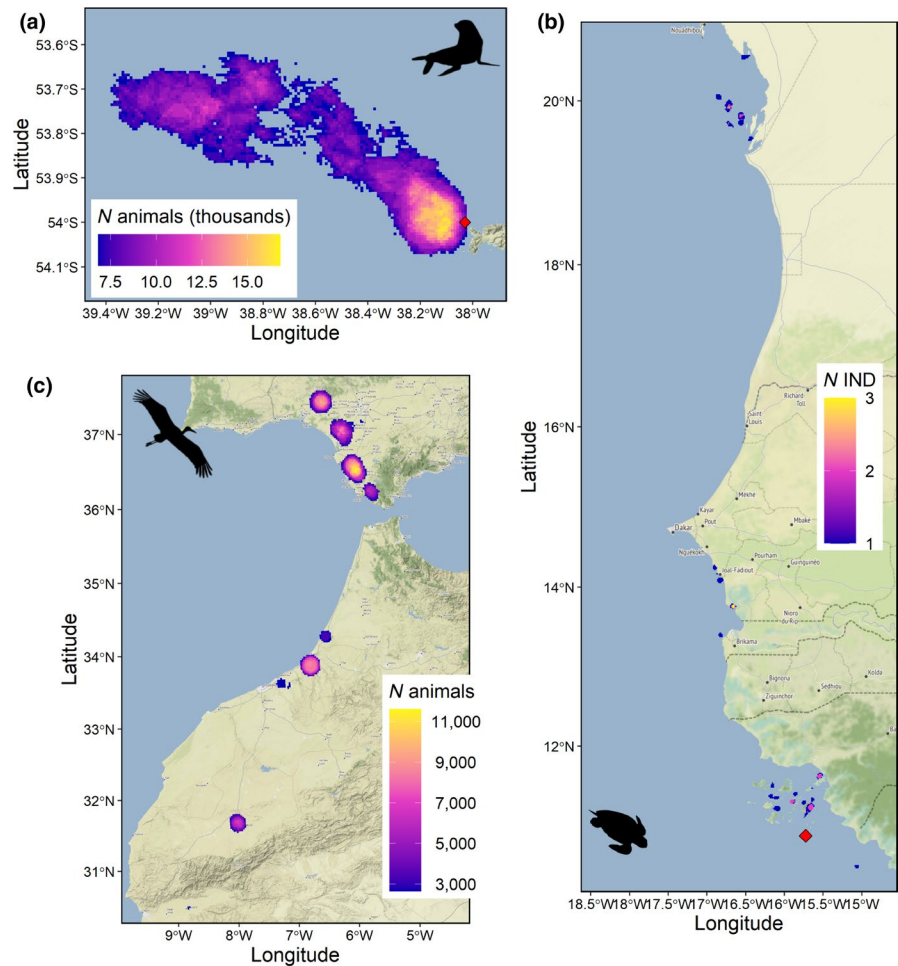 (a)
53.6°S
53.7°S
53.8°S
53.9°S
54°S
54.1°S
Latitude
N animals (thousands)
7.5 10.0 12.5 15.0
39.4°W 39.2°W 39°W 38.8°W 38.6°W 38.4°W 38.2°W 38°W
Longitude
(b)
Nouadhibou
20°N
18°N
16°N
14°N
12°N
Latitude
N IND
3
2
1
Richard
Toll
Saint
Louis
Mékhé
Kayar
Pout
Mbaké
Dakar
Nguékokh
Pourham
Guinguinéo
Joal-Fadiout
Nioro
du Rip
Brikama
Bignona
Sédhiou
Kolda
Ziguinchor
Ba
18.5°W 17.5°W 16.5°W 15.5°W
18°W 17°W 16°W 15°W
Longitude
(c)
37°N
36°N
35°N
34°N
33°N
32°N
31°N
Latitude
N animals
11,000
9,000
7,000
5,000
3,000
9°W 8°W 7°W 6°W 5°W
Longitude